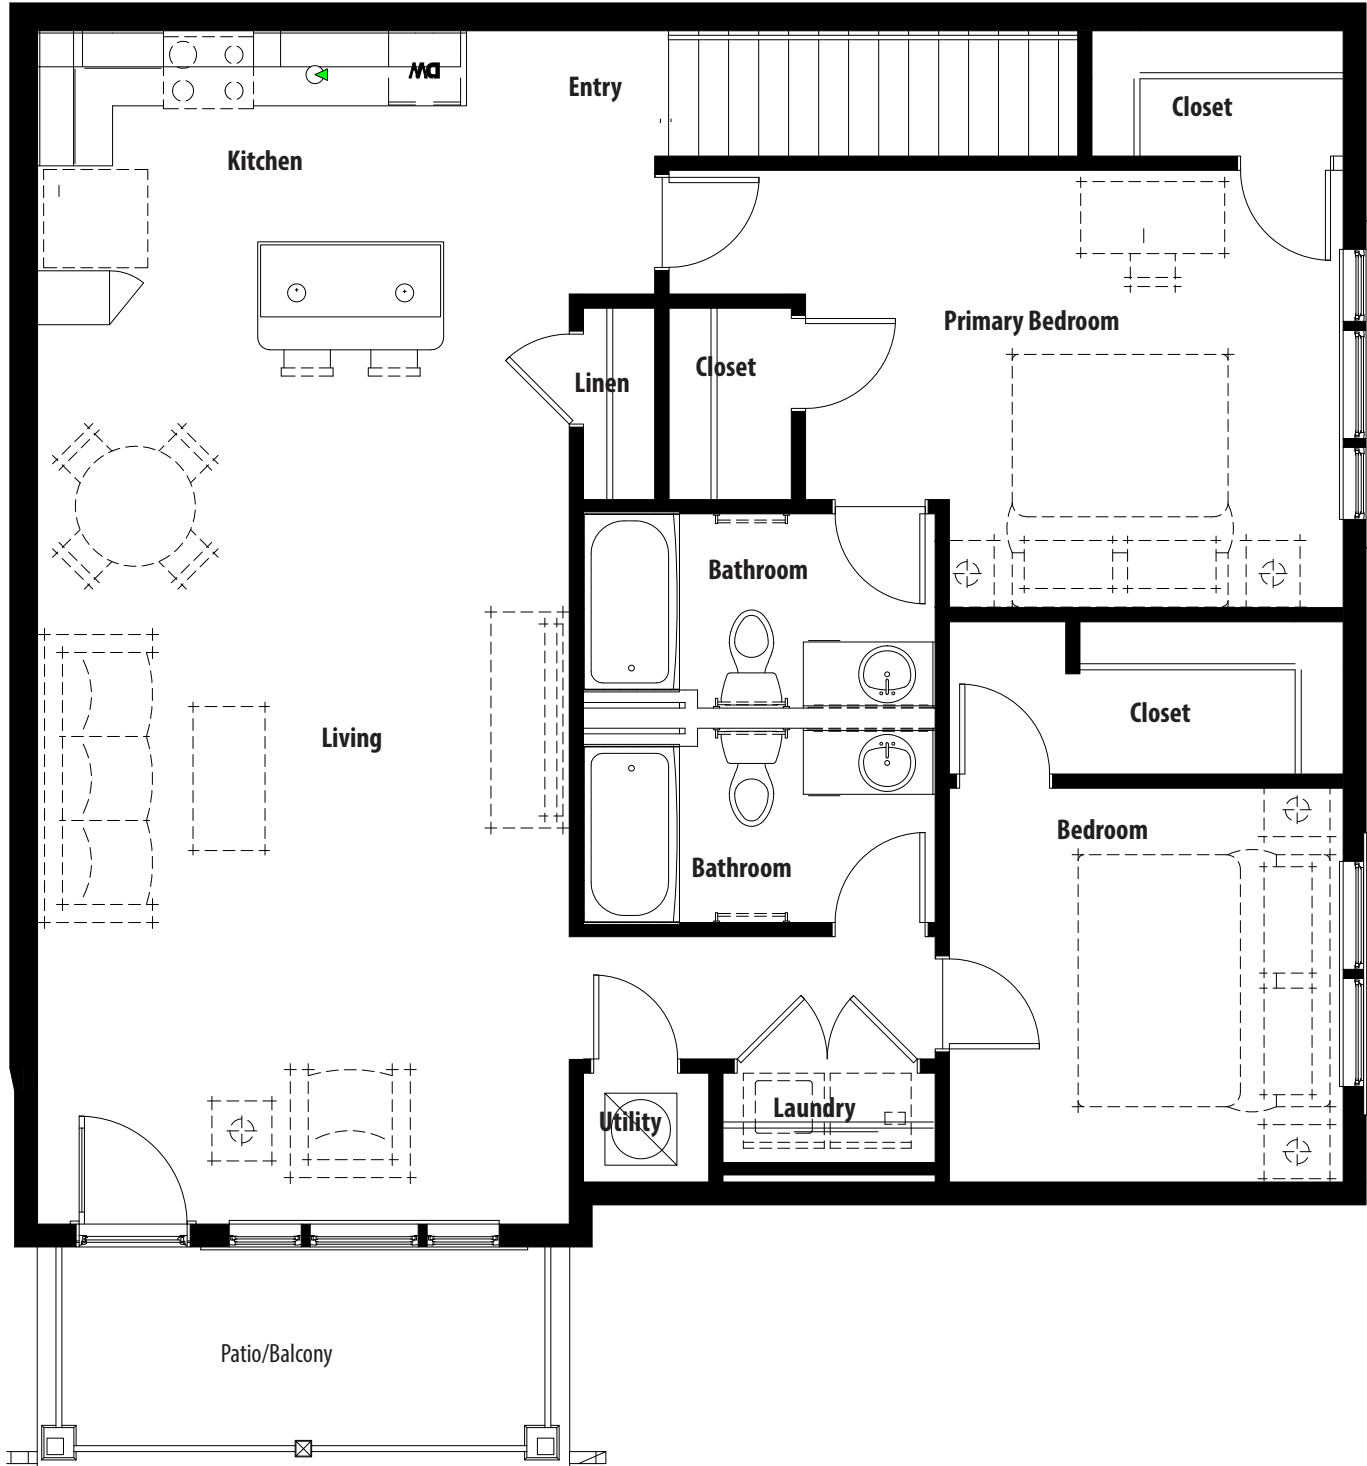 DW
Entry
Closet
Kitchen
Primary Bedroom
Closet
Linen
Bathroom
Closet
Living
Bedroom
Bathroom
Laundry
Utility
Patio/Balcony